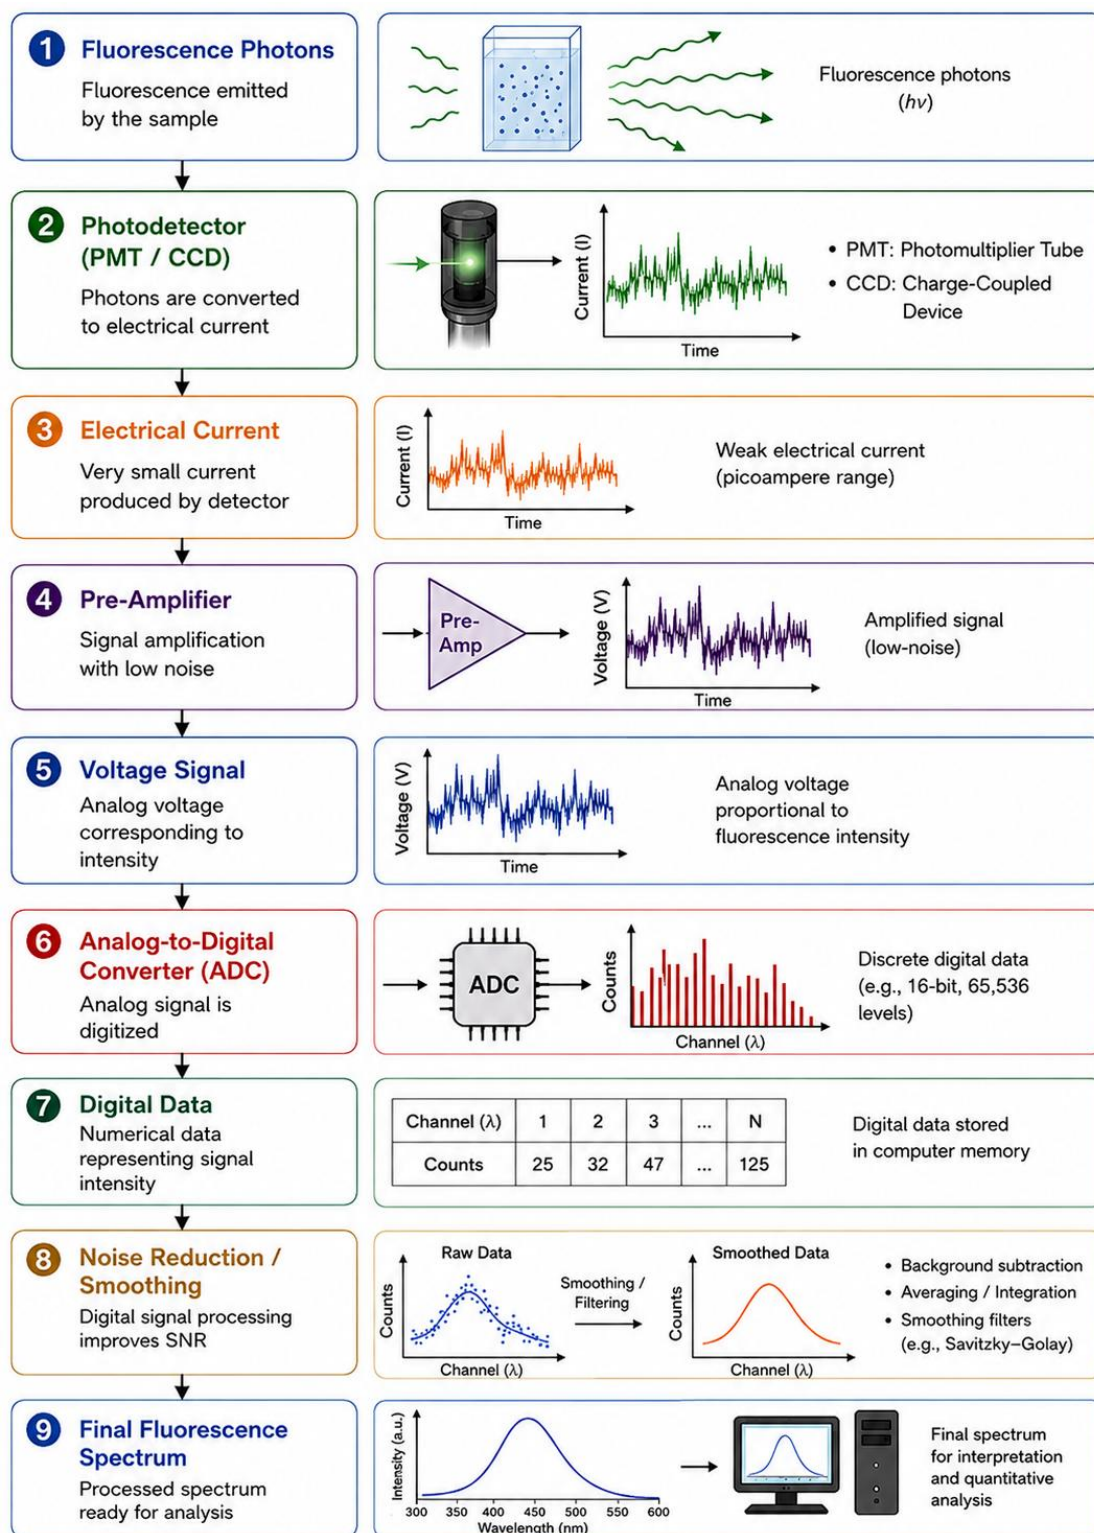 1 Fluorescence Photons
Fluorescence emitted
by the sample
Fluorescence photons
(hν)
2 Photodetector
(PMT / CCD)
Photons are converted
to electrical current
Current (I)
Time
• PMT: Photomultiplier Tube
• CCD: Charge-Coupled
Device
3 Electrical Current
Very small current
produced by detector
Current (I)
Time
Weak electrical current
(picoampere range)
4 Pre-Amplifier
Signal amplification
with low noise
Pre-
Amp
Voltage (V)
Time
Amplified signal
(low-noise)
5 Voltage Signal
Analog voltage
corresponding to
intensity
Voltage (V)
Time
Analog voltage
proportional to
fluorescence intensity
6 Analog-to-Digital
Converter (ADC)
Analog signal is
digitized
ADC
Counts
Channel (λ)
Discrete digital data
(e.g., 16-bit, 65,536
levels)
7 Digital Data
Numerical data
representing signal
intensity
Channel (λ) 1 2 3 ... N
Counts 25 32 47 ... 125
Digital data stored
in computer memory
8 Noise Reduction /
Smoothing
Digital signal processing
improves SNR
Raw Data
Counts
Channel (λ)
Smoothing /
Filtering
Smoothed Data
Counts
Channel (λ)
• Background subtraction
• Averaging / Integration
• Smoothing filters
(e.g., Savitzky–Golay)
9 Final Fluorescence
Spectrum
Processed spectrum
ready for analysis
Intensity (a.u.)
300 350 400 450 500 550 600
Wavelength (nm)
Final spectrum
for interpretation
and quantitative
analysis